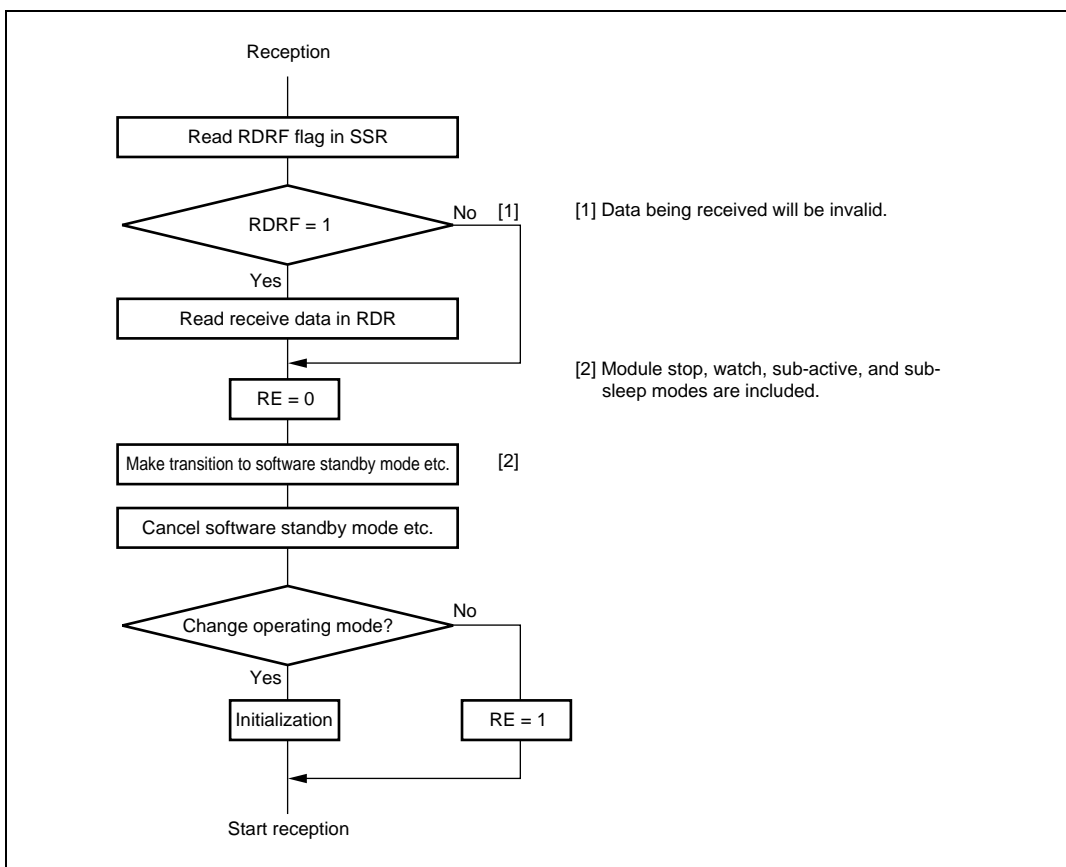 Reception
Read RDRF flag in SSR
RDRF = 1
No [1]
[1] Data being received will be invalid.
Yes
Read receive data in RDR
[2] Module stop, watch, sub-active, and sub-
sleep modes are included.
RE = 0
Make transition to software standby mode etc.
[2]
Cancel software standby mode etc.
Change operating mode?
No
Yes
Initialization
RE = 1
Start reception